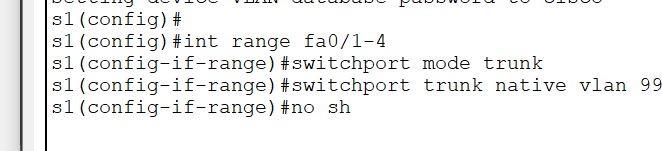 setting device VLAN database password to cisco
s1(config)#
s1(config)#int range fa0/1-4
s1(config-if-range)#switchport mode trunk
s1(config-if-range)#switchport trunk native vlan 99
s1(config-if-range)#no sh